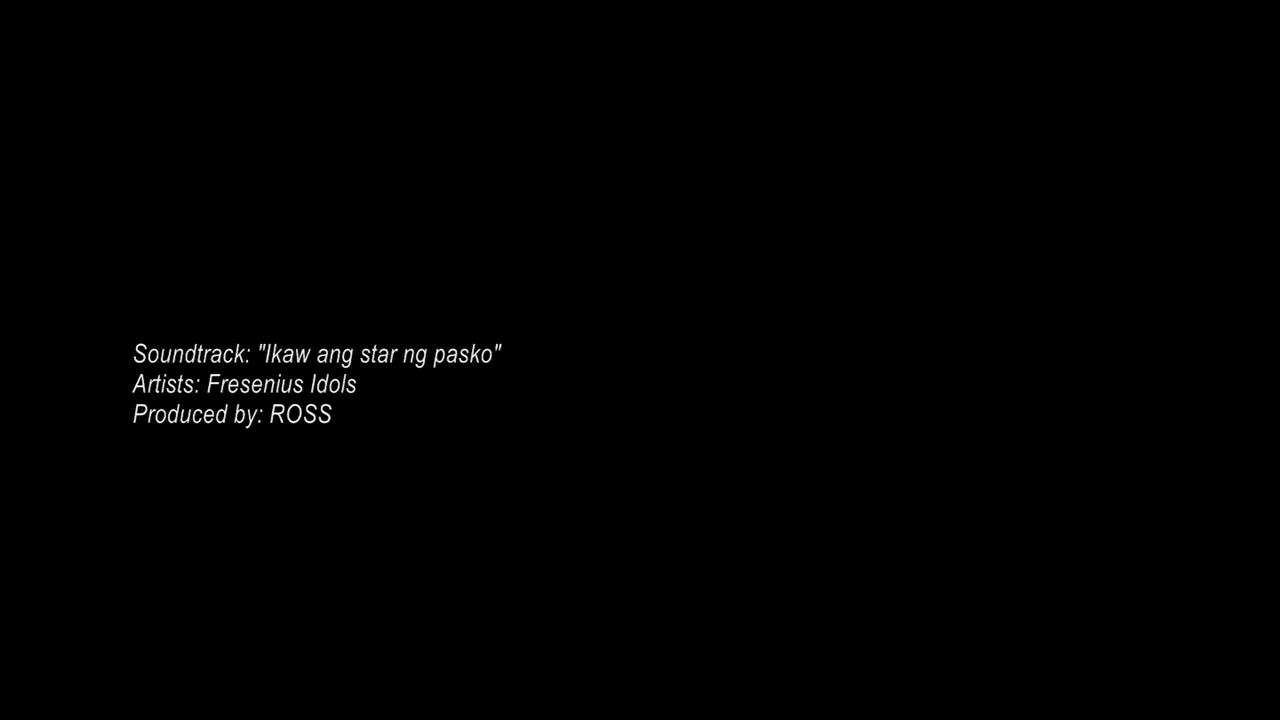 Soundtrack: "Ikaw ang star ng pasko"
Artists: Fresenius Idols
Produced by: ROSS